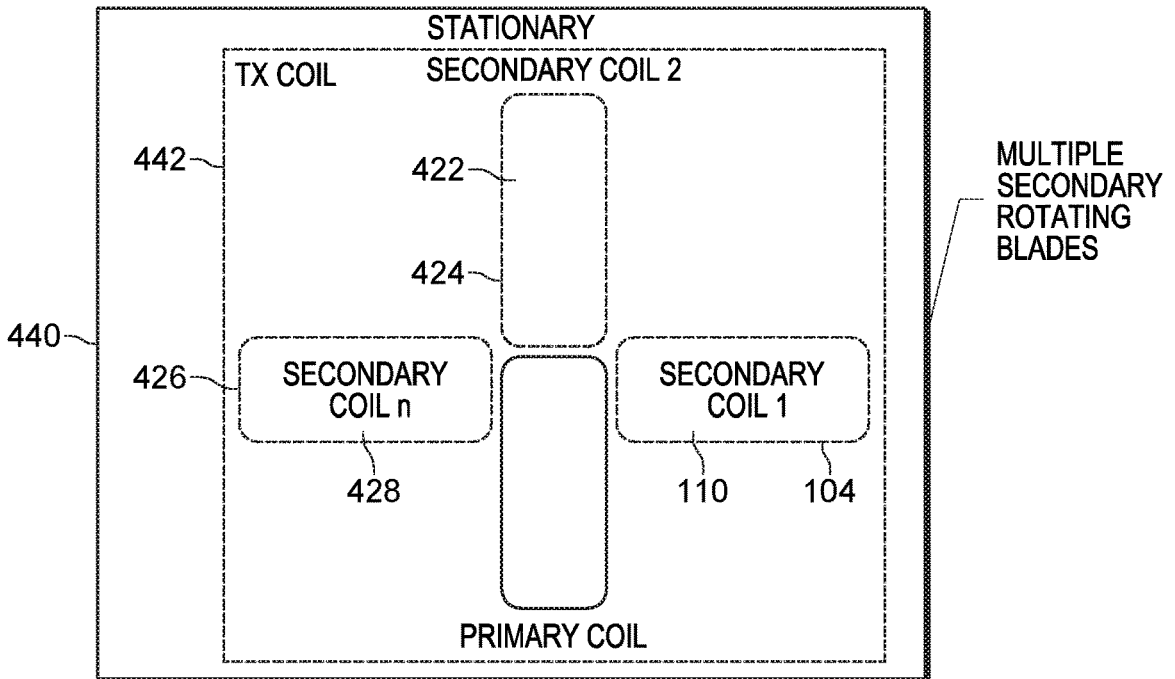 STATIONARY
TX COIL
SECONDARY COIL 2
442
422
MULTIPLE
SECONDARY
ROTATING
BLADES
424
440
426
SECONDARY
COIL n
SECONDARY
COIL 1
428
110
104
PRIMARY COIL